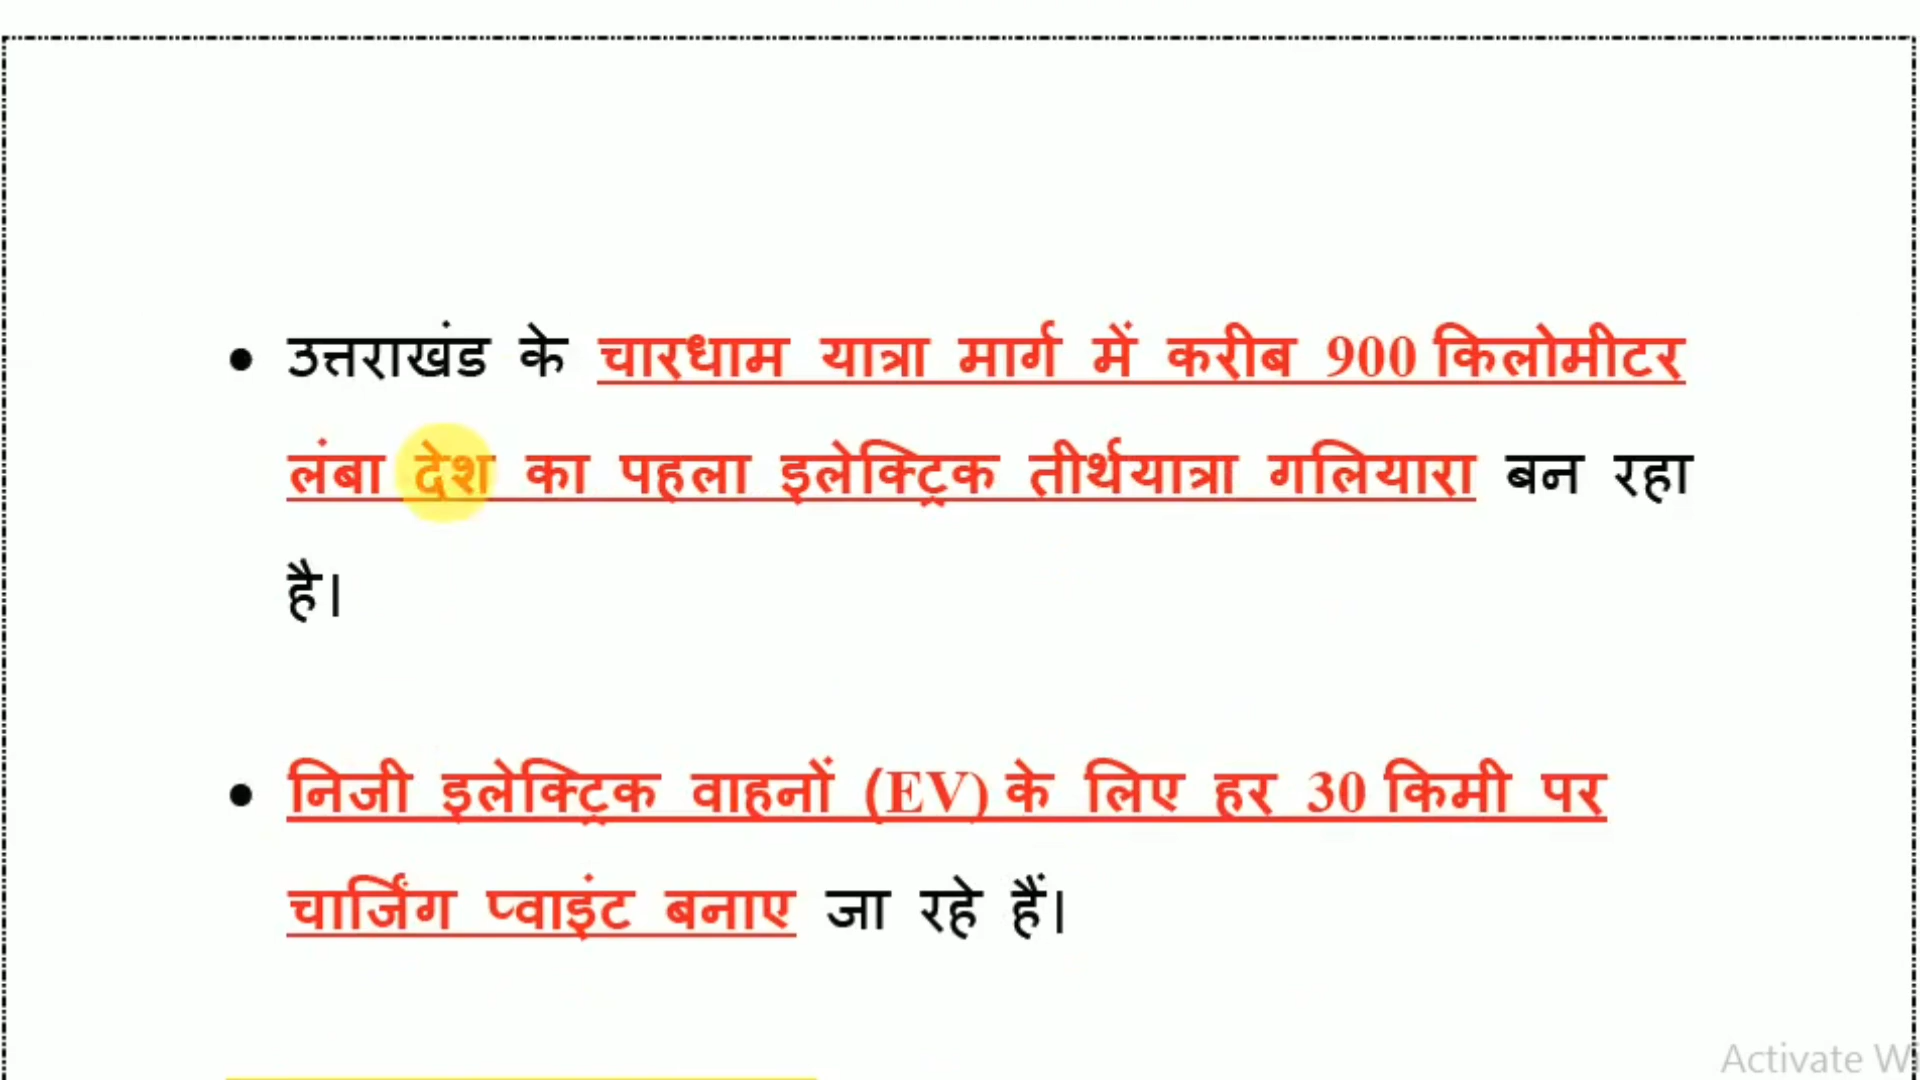 • उत्तराखंड के चारधाम यात्रा मार्ग में करीब 900 किलोमीटर
लंबा देश का पहला इलेक्ट्रिक तीर्थयात्रा गलियारा बन रहा
है।
• निजी इलेक्ट्रिक वाहनों (EV) के लिए हर 30 किमी पर
चार्जिंग प्वाइंट बनाए जा रहे हैं।
Activate Wi